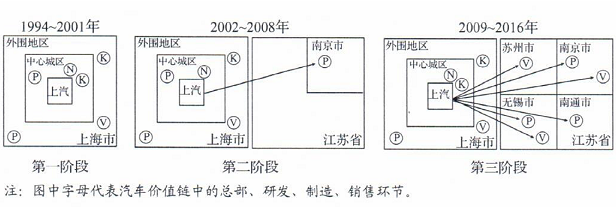 1994~2001年
2002~2008年
2009~2016年
外围地区
K
中心城区
P
N
K
上汽
V
P
上海市
外围地区
K
中心城区
P
N
上汽
V
P
上海市
南京市
P
江苏省
外围地区
K
中心城区
P
N
K
上汽
V
P
上海市
苏州市
V
南京市
P
V
无锡市
P
V
南通市
P
江苏省
第一阶段
第二阶段
第三阶段
注：图中字母代表汽车价值链中的总部、研发、制造、销售环节。